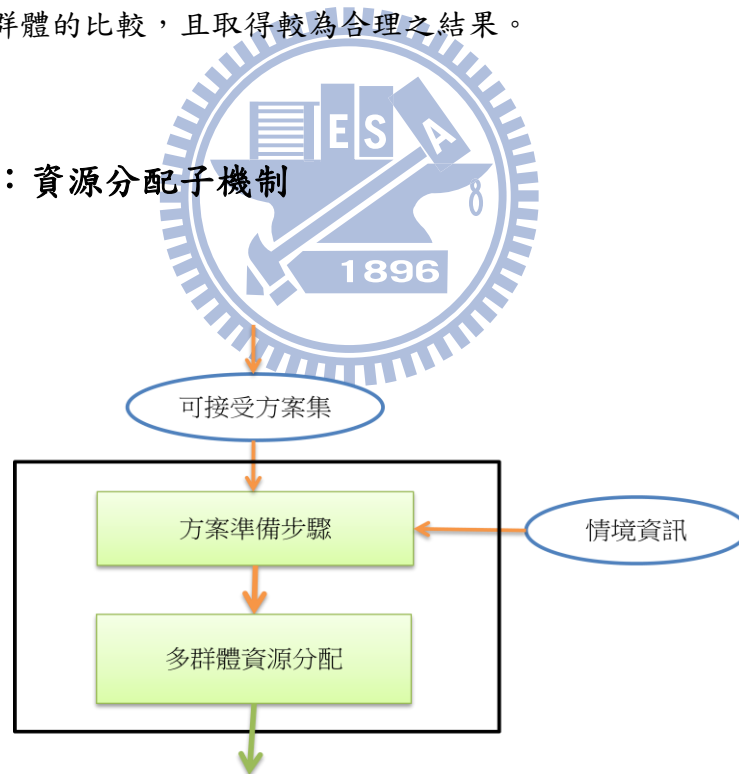 群體的比較，且取得較為合理之結果。
E S A
1896
：資源分配子機制
可接受方案集
方案準備步驟
情境資訊
多群體資源分配